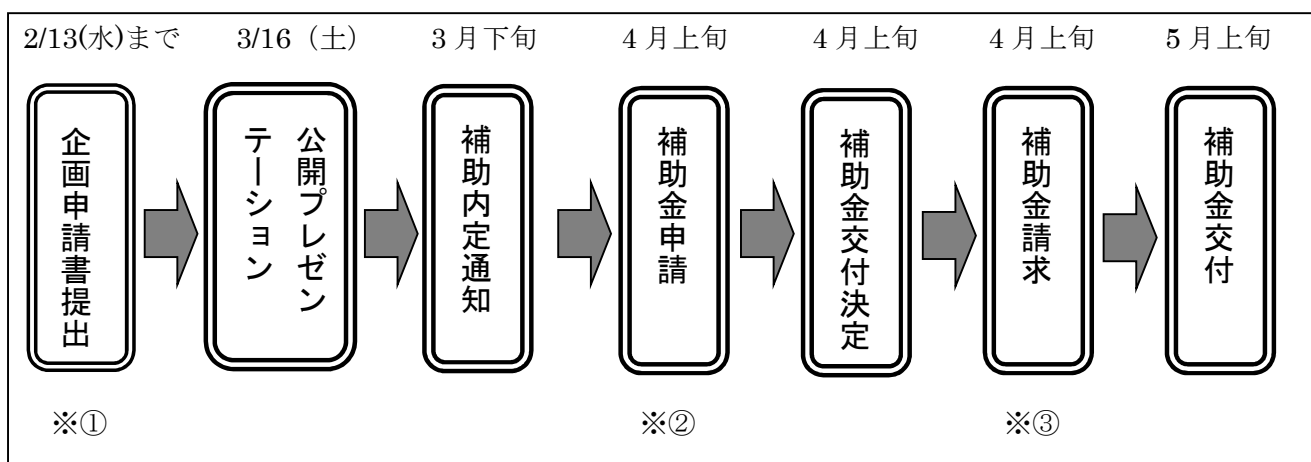 2/13(水)まで
3/16（土）
3月下旬
4月上旬
4月上旬
4月上旬
5月上旬
企画申請書提出
公開プレゼン
テーション
補助内定通知
補助金申請
補助金交付決定
補助金請求
補助金交付
※①
※②
※③